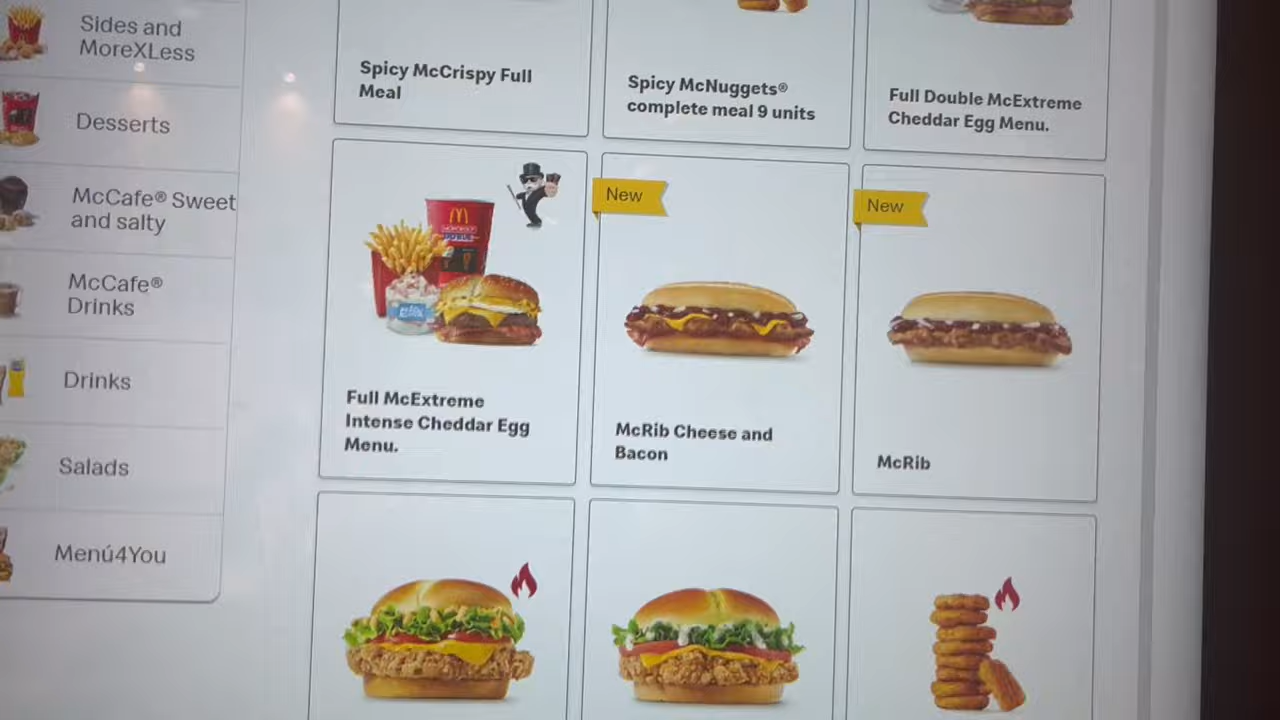 Sides and
MoreXLess
Desserts
McCafe® Sweet
and salty
McCafe®
Drinks
Drinks
Salads
Menú4You
Spicy McCrispy Full
Meal
Spicy McNuggets®
complete meal 9 units
Full Double McExtreme
Cheddar Egg Menu.
Full McExtreme
Intense Cheddar Egg
Menu.
New
McRib Cheese and
Bacon
New
McRib
MONOPOLY
DOBLE